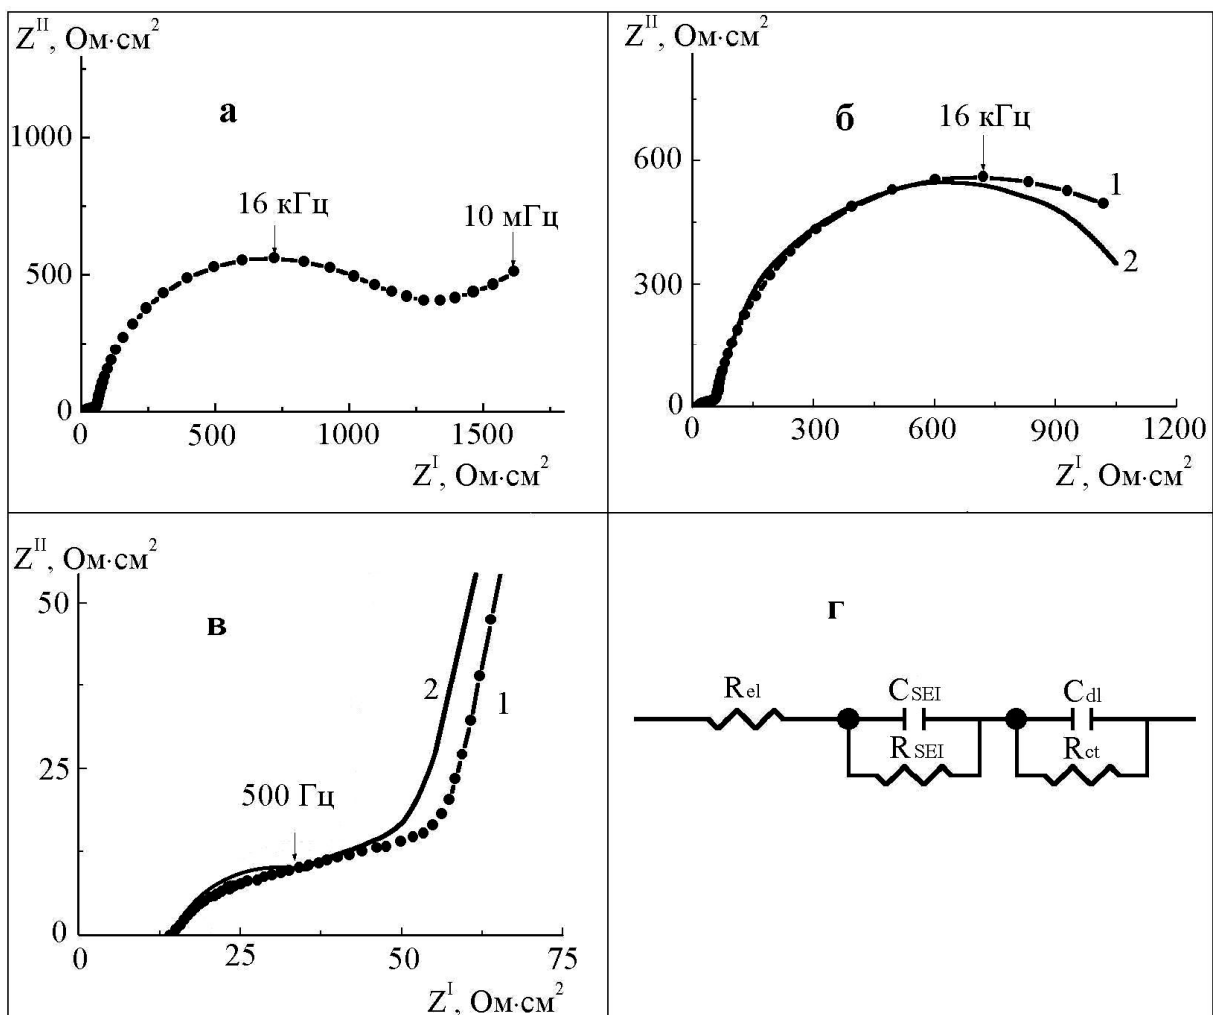 Z^II, Ом·см^2
а
1000
16 кГц
10 мГц
500
0
0 500 1000 1500
Z^I, Ом·см^2
Z^II, Ом·см^2
б
16 кГц
600
1
300
2
0
0 300 600 900 1200
Z^I, Ом·см^2
Z^II, Ом·см^2
в
50
2
1
25
500 Гц
0
0 25 50 75
Z^I, Ом·см^2
г
R_el C_SEI C_dl
R_SEI R_ct